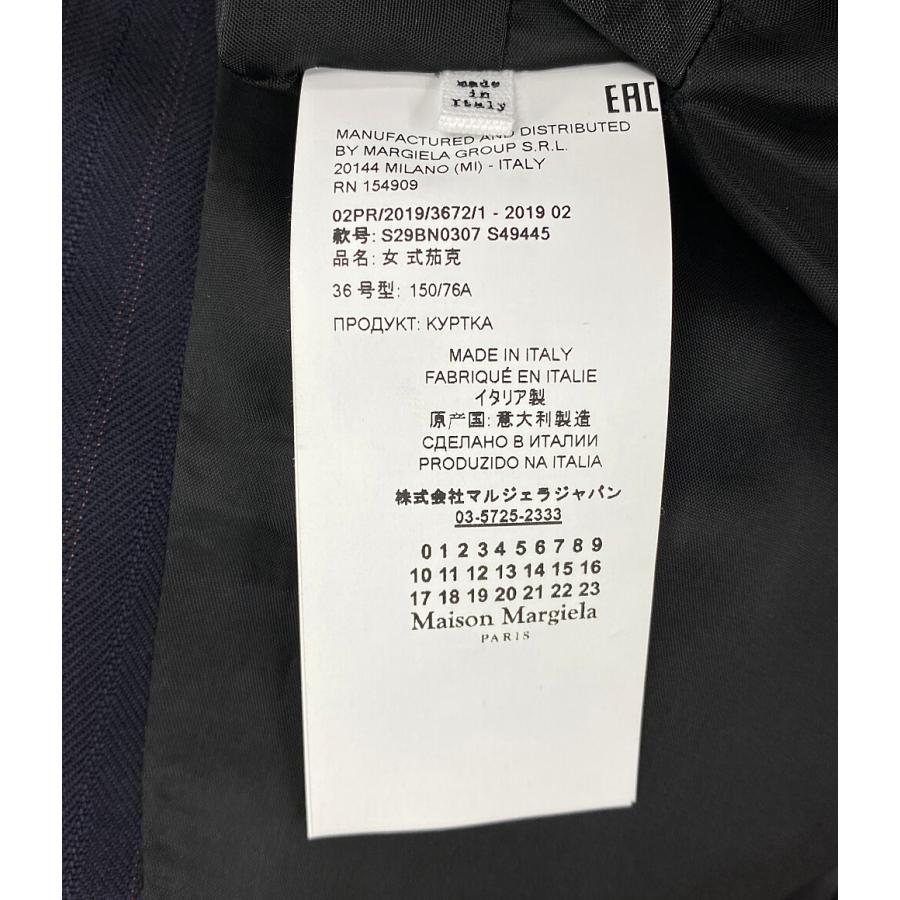 made
in
Italy
EAC
MANUFACTURED AND DISTRIBUTED
BY MARGIELA GROUP S.R.L.
20144 MILANO (MI) - ITALY
RN 154909
02PR/2019/3672/1 - 2019 02
款号: S29BN0307 S49445
品名: 女 式茄克
36 号型: 150/76A
ПРОДУКТ: КУРТКА
MADE IN ITALY
FABRIQUÉ EN ITALIE
イタリア製
原产国: 意大利製造
СДЕЛАНО В ИТАЛИИ
PRODUZIDO NA ITALIA
株式会社マルジェラジャパン
03-5725-2333
0 1 2 3 4 5 6 7 8 9
10 11 12 13 14 15 16
17 18 19 20 21 22 23
Maison Margiela
PARIS